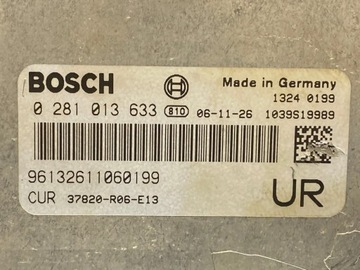 BOSCH Made in Germany
1324 0199
0 281 013 633 810 06-11-26 1039S19989
96132611060199
CUR 37820-R06-E13 UR